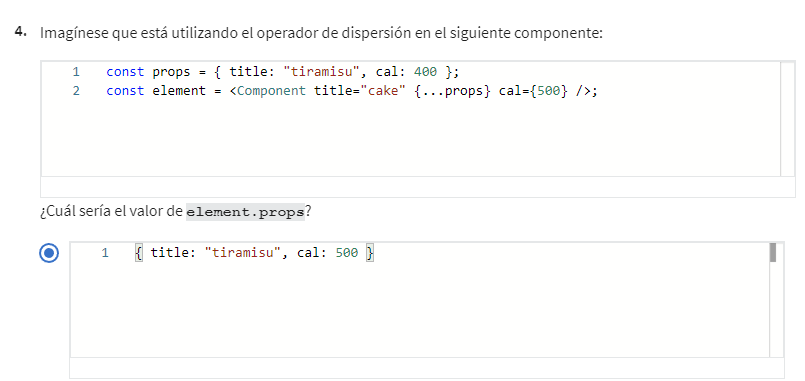 4. Imagínese que está utilizando el operador de dispersión en el siguiente componente:
1 const props = { title: "tiramisu", cal: 400 };
2 const element = <Component title="cake" {...props} cal={500} />;
¿Cuál sería el valor de element.props?
1 { title: "tiramisu", cal: 500 }